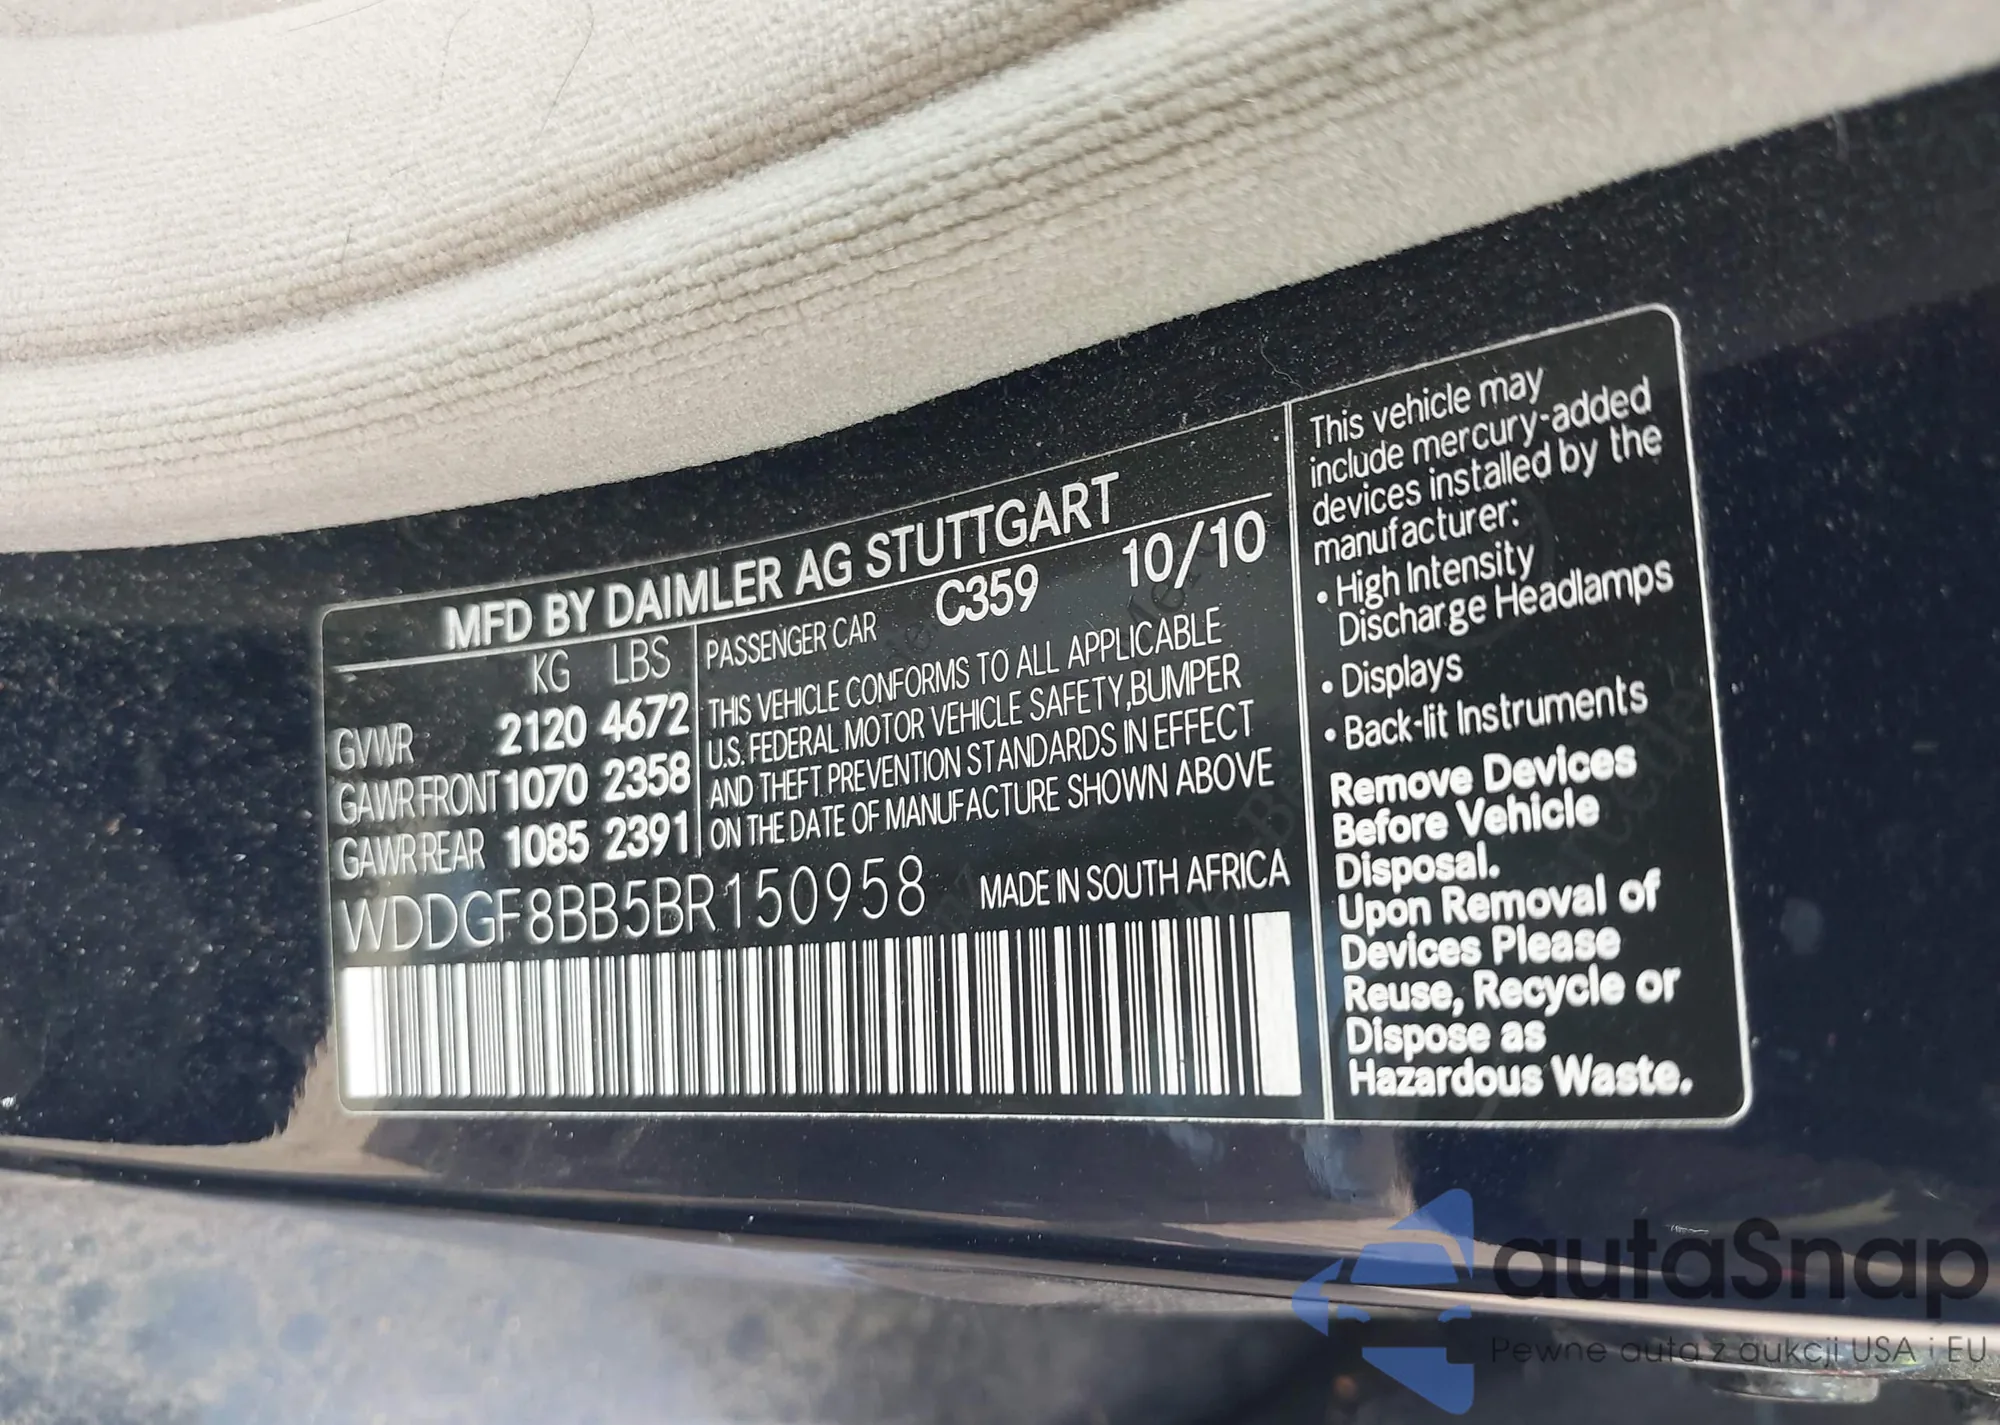 MFD BY DAIMLER AG STUTTGART
KG LBS
GVWR 2120 4672
GAWR FRONT 1070 2358
GAWR REAR 1085 2391
PASSENGER CAR C359 10/10
THIS VEHICLE CONFORMS TO ALL APPLICABLE
U.S. FEDERAL MOTOR VEHICLE SAFETY,BUMPER
AND THEFT PREVENTION STANDARDS IN EFFECT
ON THE DATE OF MANUFACTURE SHOWN ABOVE
WDDGF8BB5BR150958 MADE IN SOUTH AFRICA
This vehicle may
include mercury-added
devices installed by the
manufacturer:
• High Intensity
Discharge Headlamps
• Displays
• Back-lit Instruments
Remove Devices
Before Vehicle
Disposal.
Upon Removal of
Devices Please
Reuse, Recycle or
Dispose as
Hazardous Waste.
autaSnap
Pewne auta z aukcji USA i EU